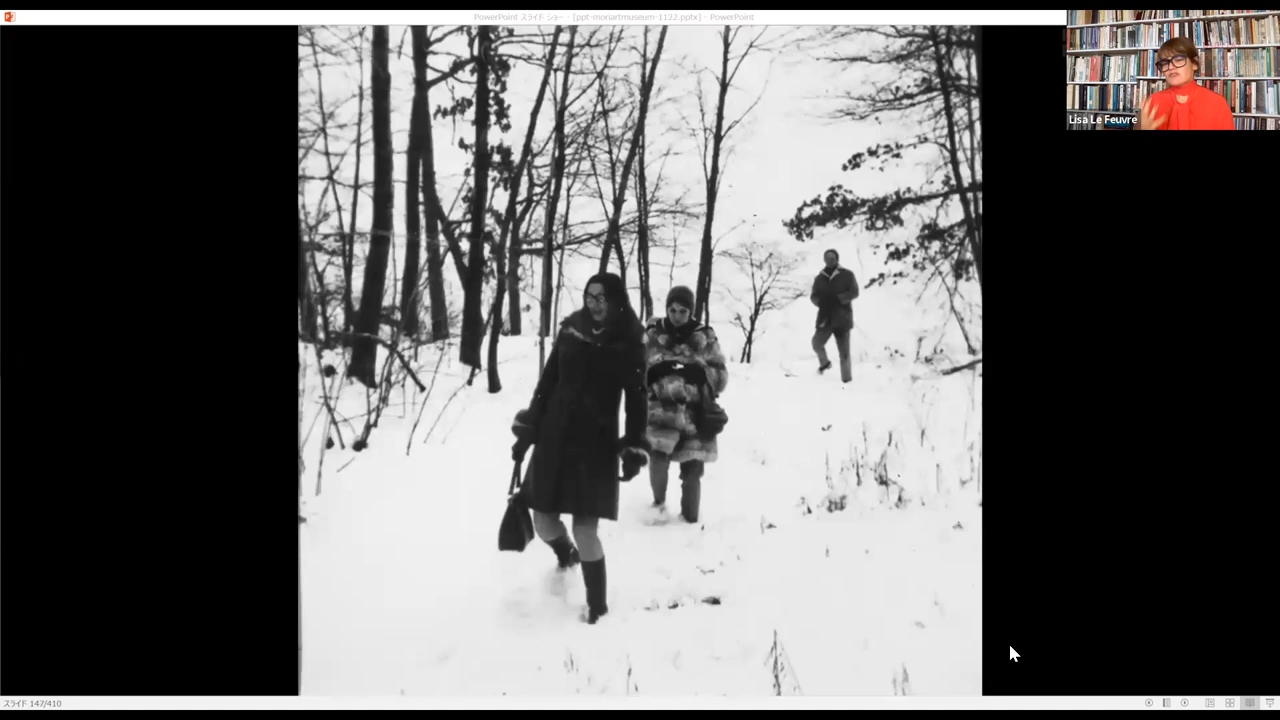 PowerPoint スライド ショー - [ppt-moriartmuseum-1122.pptx] - PowerPoint
Lisa Le Feuvre
スライド 147/410